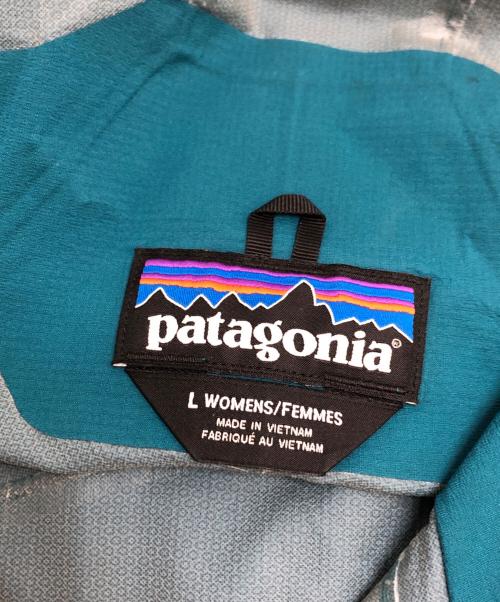 patagonia®
L WOMENS/FEMMES
MADE IN VIETNAM
FABRIQUÉ AU VIETNAM